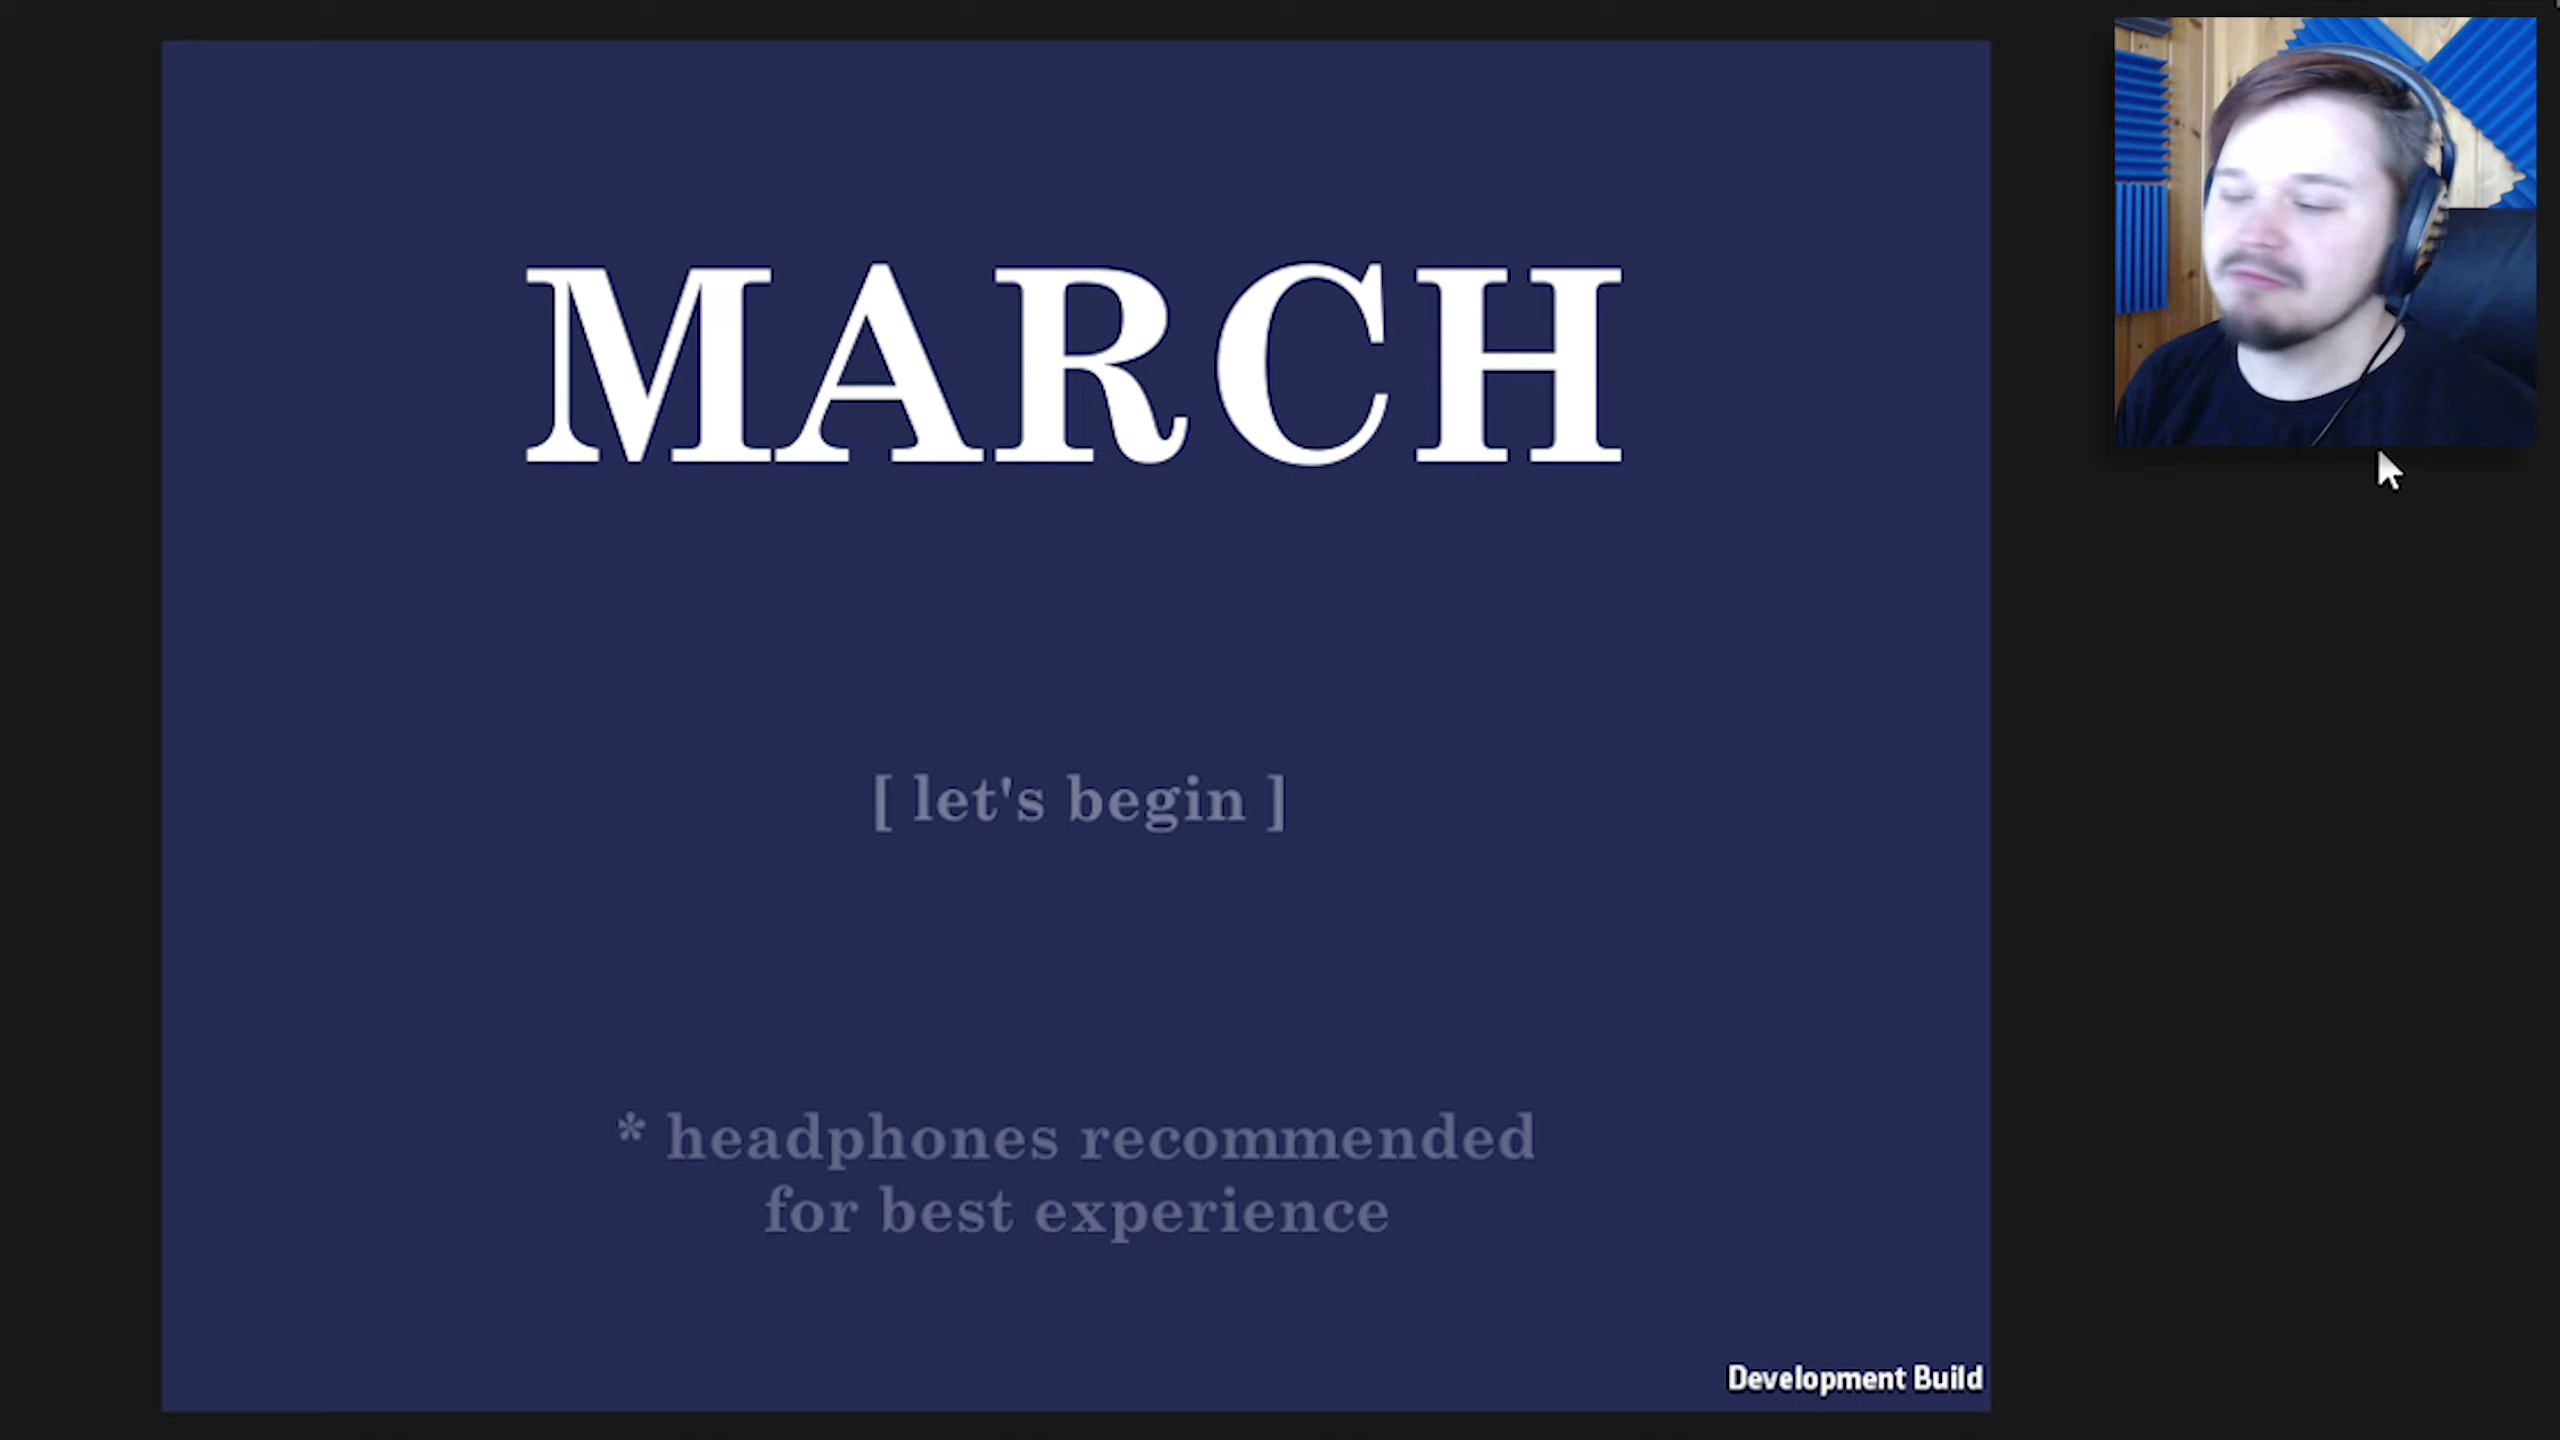 MARCH
[ let's begin ]
* headphones recommended
for best experience
Development Build